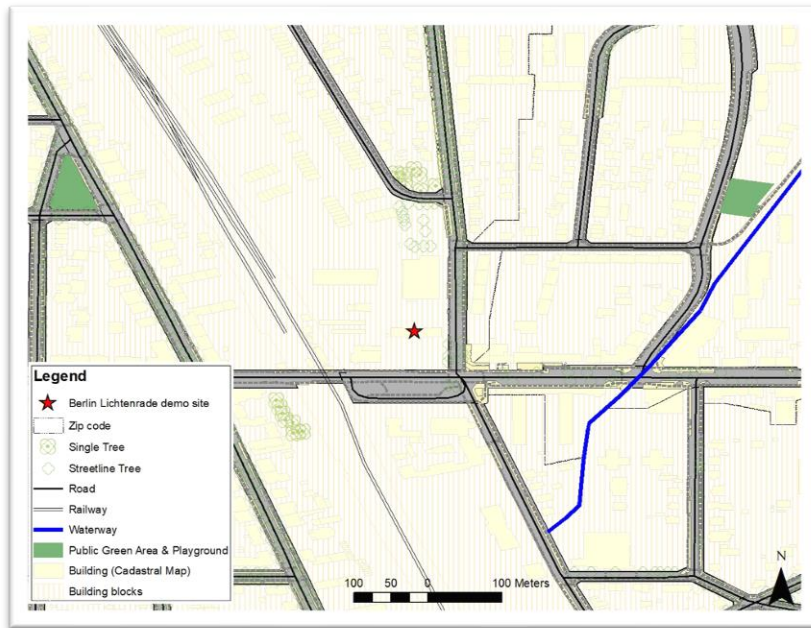 Legend
Berlin Lichtenrade demo site
Zip code
Single Tree
Streetline Tree
Road
Railway
Waterway
Public Green Area & Playground
Building (Cadastral Map)
Building blocks
100 50 0 100 Meters
N